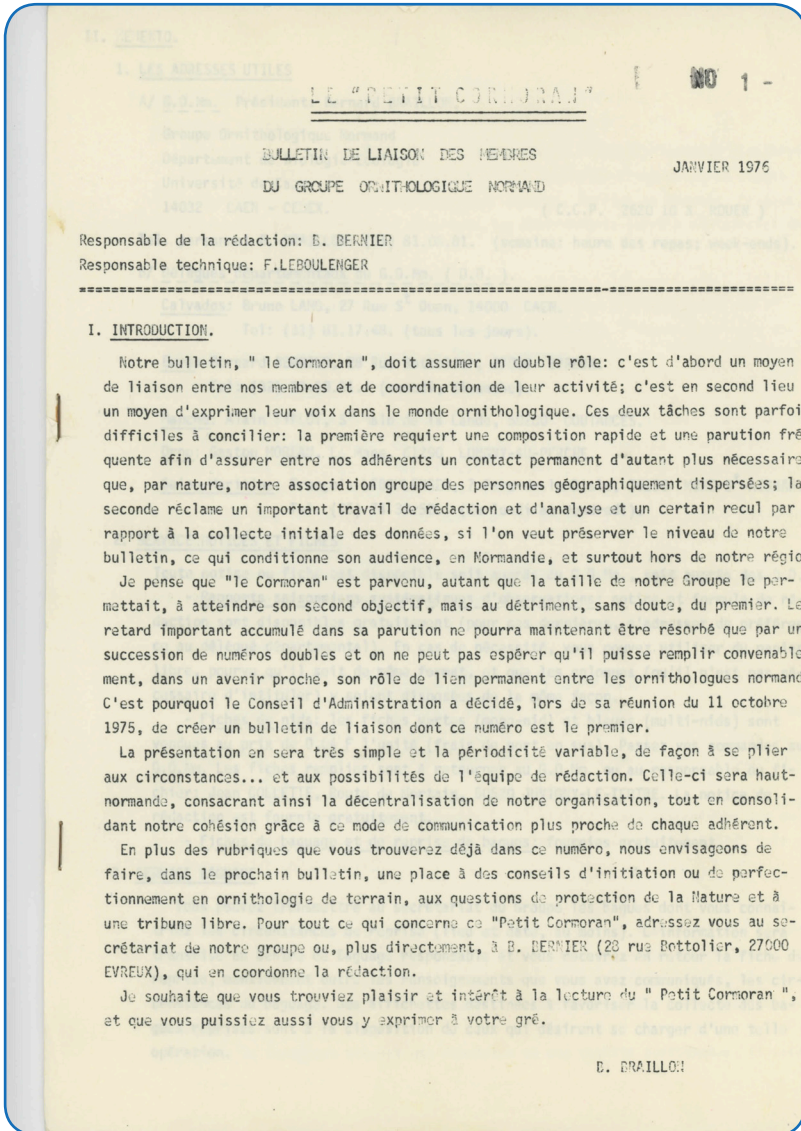 LE "PETIT CORMORAN"
NO 1 -
BULLETIN DE LIAISON DES MEMBRES
DU GROUPE ORNITHOLOGIQUE NORMAND
JANVIER 1976
Responsable de la rédaction: B. BERNIER
Responsable technique: F.LEBOULENGER
I. INTRODUCTION.
Notre bulletin, " le Cormoran ", doit assumer un double rôle: c'est d'abord un moyen
de liaison entre nos membres et de coordination de leur activité; c'est en second lieu
un moyen d'exprimer leur voix dans le monde ornithologique. Ces deux tâches sont parfoi
difficiles à concilier: la première requiert une composition rapide et une parution fré
quente afin d'assurer entre nos adhérents un contact permanent d'autant plus nécessaire
que, par nature, notre association groupe des personnes géographiquement dispersées; la
seconde réclame un important travail de rédaction et d'analyse et un certain recul par
rapport à la collecte initiale des données, si l'on veut préserver le niveau de notre
bulletin, ce qui conditionne son audience, en Normandie, et surtout hors de notre régio
Je pense que "le Cormoran" est parvenu, autant que la taille de notre Groupe le per-
mettait, à atteindre son second objectif, mais au détriment, sans doute, du premier. Le
retard important accumulé dans sa parution ne pourra maintenant être résorbé que par un
succession de numéros doubles et on ne peut pas espérer qu'il puisse remplir convenable
ment, dans un avenir proche, son rôle de lien permanent entre les ornithologues normand
C'est pourquoi le Conseil d'Administration a décidé, lors de sa réunion du 11 octobre
1975, de créer un bulletin de liaison dont ce numéro est le premier.
La présentation en sera très simple et la périodicité variable, de façon à se plier
aux circonstances... et aux possibilités de l'équipe de rédaction. Celle-ci sera haut-
normande, consacrant ainsi la décentralisation de notre organisation, tout en consoli-
dant notre cohésion grâce à ce mode de communication plus proche de chaque adhérent.
En plus des rubriques que vous trouverez déjà dans ce numéro, nous envisageons de
faire, dans le prochain bulletin, une place à des conseils d'initiation ou de perfec-
tionnement en ornithologie de terrain, aux questions de protection de la Nature et à
une tribune libre. Pour tout ce qui concerne ce "Petit Cormoran", adressez vous au se-
crétariat de notre groupe ou, plus directement, à B. BERNIER (28 rue Bottolier, 27000
EVREUX), qui en coordonne la rédaction.
Je souhaite que vous trouviez plaisir et intérêt à la lecture du " Petit Cormoran ",
et que vous puissiez aussi vous y exprimer à votre gré.
B. BRAILLON